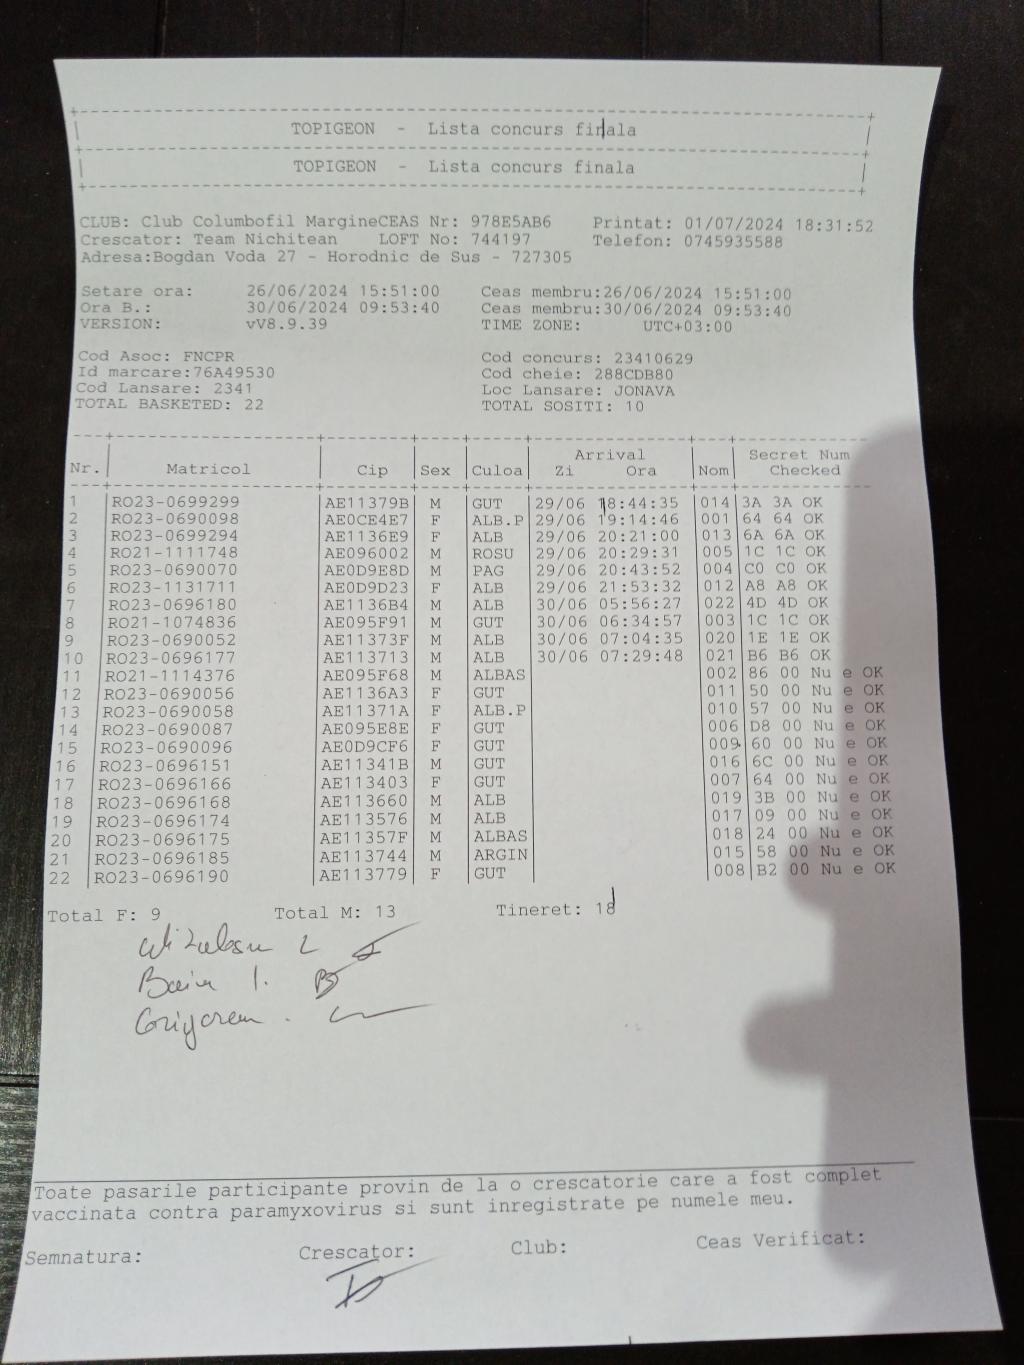 TOPIGEON - Lista concurs finala
TOPIGEON - Lista concurs finala
CLUB: Club Columbofil MargineCEAS Nr: 978E5AB6 Printat: 01/07/2024 18:31:52
Crescator: Team Nichitean LOFT No: 744197 Telefon: 0745935588
Adresa:Bogdan Voda 27 - Horodnic de Sus - 727305
Setare ora: 26/06/2024 15:51:00 Ceas membru:26/06/2024 15:51:00
Ora B.: 30/06/2024 09:53:40 Ceas membru:30/06/2024 09:53:40
VERSION: vV8.9.39 TIME ZONE: UTC+03:00
Cod Asoc: FNCPR Cod concurs: 23410629
Id marcare:76A49530 Cod cheie: 288CDB80
Cod Lansare: 2341 Loc Lansare: JONAVA
TOTAL BASKETED: 22 TOTAL SOSITI: 10
Arrival Secret Num
Nr. Matricol Cip Sex Culoa Zi Ora Nom Checked
1 RO23-0699299 AE11379B M GUT 29/06 18:44:35 014 3A 3A OK
2 RO23-0690098 AE0CE4E7 F ALB.P 29/06 19:14:46 001 64 64 OK
3 RO23-0699294 AE1136E9 F ALB 29/06 20:21:00 013 6A 6A OK
4 RO21-1111748 AE096002 M ROSU 29/06 20:29:31 005 1C 1C OK
5 RO23-0690070 AE0D9E8D M PAG 29/06 20:43:52 004 C0 C0 OK
6 RO23-1131711 AE0D9D23 F ALB 29/06 21:53:32 012 A8 A8 OK
7 RO23-0696180 AE1136B4 M ALB 30/06 05:56:27 022 4D 4D OK
8 RO21-1074836 AE095F91 M GUT 30/06 06:34:57 003 1C 1C OK
9 RO23-0690052 AE11373F M ALB 30/06 07:04:35 020 1E 1E OK
10 RO23-0696177 AE113713 M ALB 30/06 07:29:48 021 B6 B6 OK
11 RO21-1114376 AE095F68 M ALBAS 002 86 00 Nu e OK
12 RO23-0690056 AE1136A3 F GUT 011 50 00 Nu e OK
13 RO23-0690058 AE11371A F ALB.P 010 57 00 Nu e OK
14 RO23-0690087 AE095E8E F GUT 006 D8 00 Nu e OK
15 RO23-0690096 AE0D9CF6 F GUT 009 60 00 Nu e OK
16 RO23-0696151 AE11341B M GUT 016 6C 00 Nu e OK
17 RO23-0696166 AE113403 F GUT 007 64 00 Nu e OK
18 RO23-0696168 AE113660 M ALB 019 3B 00 Nu e OK
19 RO23-0696174 AE113576 M ALB 017 09 00 Nu e OK
20 RO23-0696175 AE11357F M ALBAS 018 24 00 Nu e OK
21 RO23-0696185 AE113744 M ARGIN 015 58 00 Nu e OK
22 RO23-0696190 AE113779 F GUT 008 B2 00 Nu e OK
Total F: 9 Total M: 13 Tineret: 18
Toate pasarile participante provin de la o crescatorie care a fost complet
vaccinata contra paramyxovirus si sunt inregistrate pe numele meu.
Semnatura: Crescator: Club: Ceas Verificat: